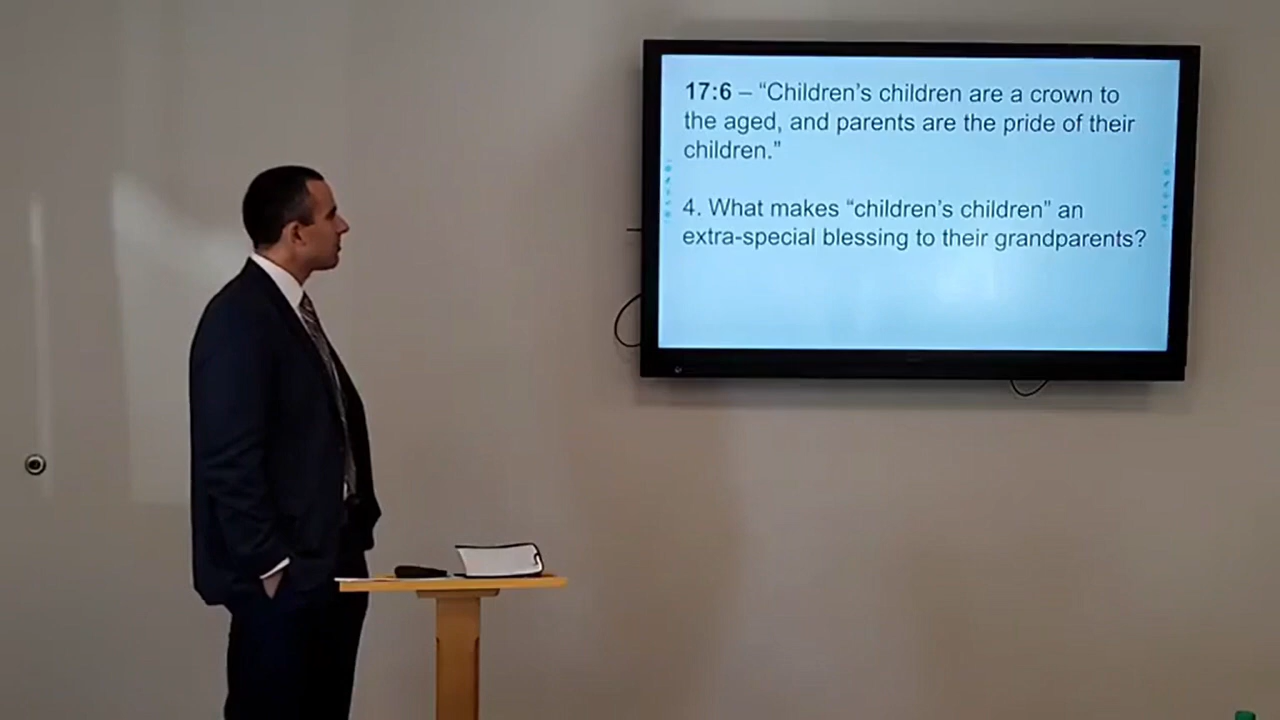 17:6 – “Children’s children are a crown to
the aged, and parents are the pride of their
children.”
4. What makes “children’s children” an
extra-special blessing to their grandparents?